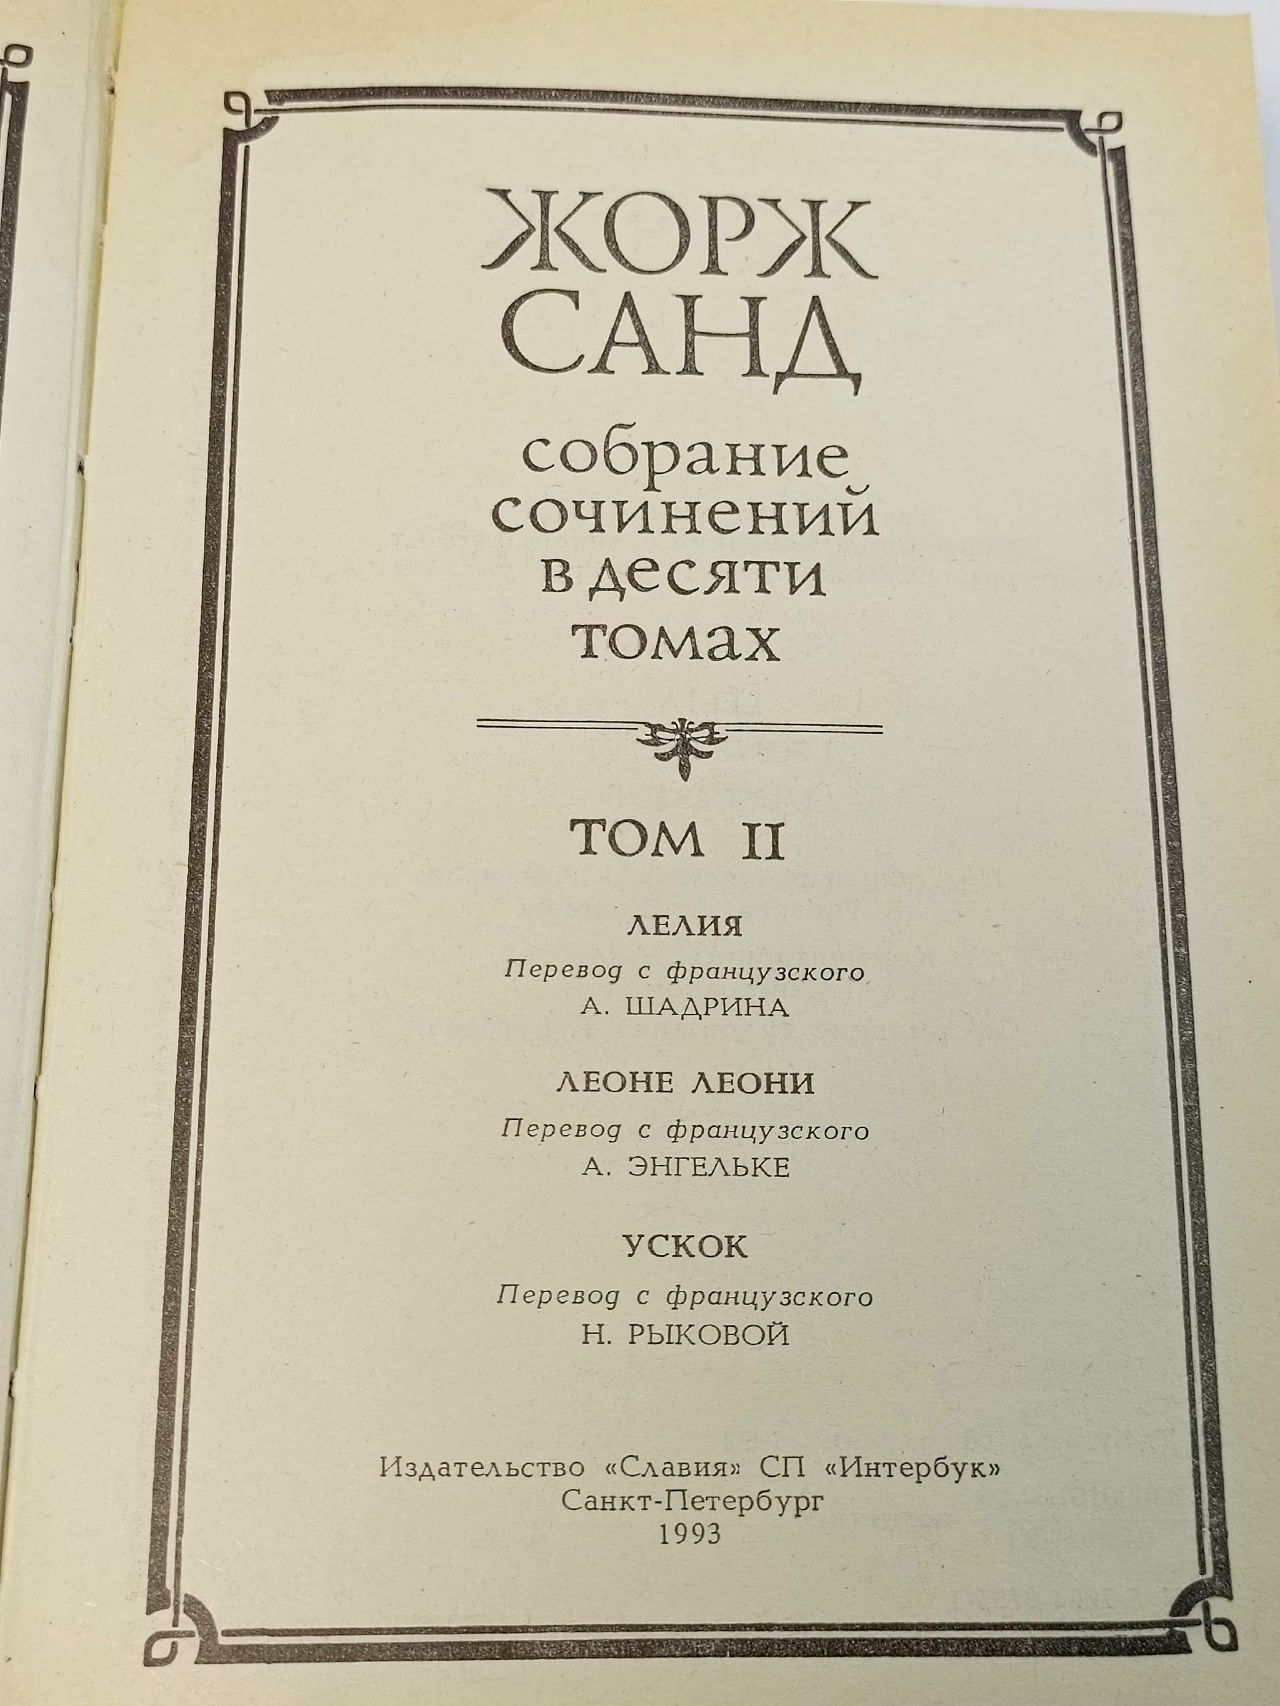 ЖОРЖ
САНД
собрание
сочинений
в десяти
томах
ТОМ II
ЛЕЛИЯ
Перевод с французского
А. ШАДРИНА
ЛЕОНЕ ЛЕОНИ
Перевод с французского
А. ЭНГЕЛЬКЕ
УСКОК
Перевод с французского
Н. РЫКОВОЙ
Издательство «Славия» СП «Интербук»
Санкт-Петербург
1993